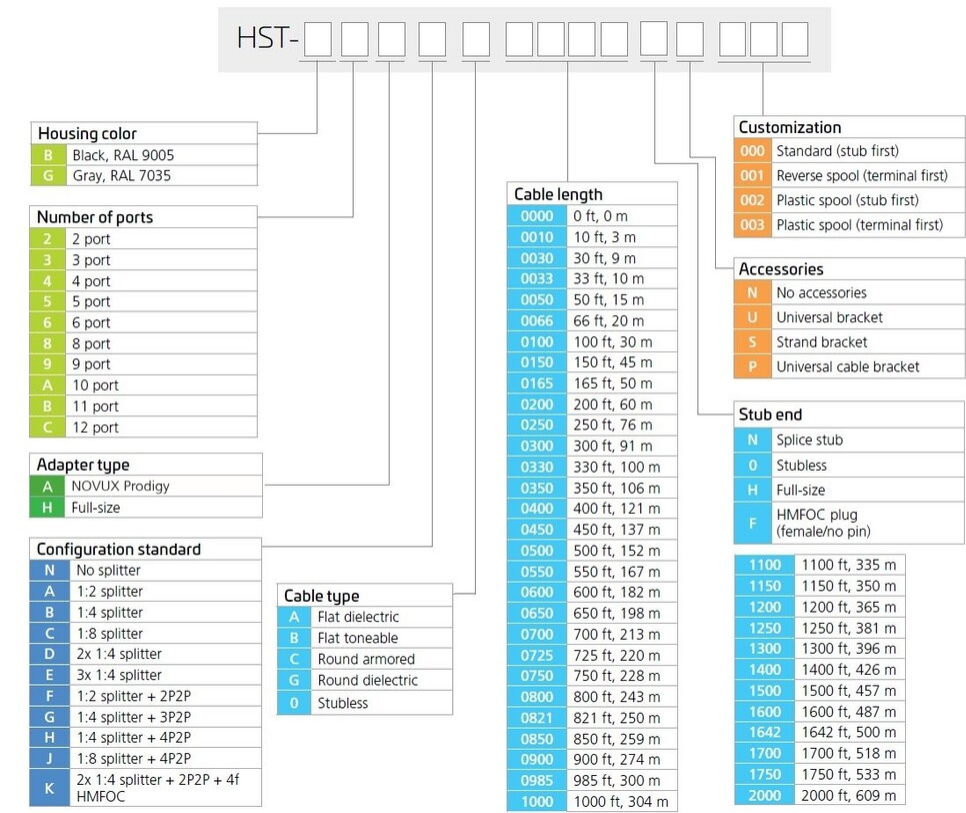 HST-
Housing color
B Black, RAL 9005
G Gray, RAL 7035
Number of ports
2 2 port
3 3 port
4 4 port
5 5 port
6 6 port
8 8 port
9 9 port
A 10 port
B 11 port
C 12 port
Adapter type
A NOVUX Prodigy
H Full-size
Configuration standard
N No splitter
A 1:2 splitter
B 1:4 splitter
C 1:8 splitter
D 2x 1:4 splitter
E 3x 1:4 splitter
F 1:2 splitter + 2P2P
G 1:4 splitter + 3P2P
H 1:4 splitter + 4P2P
J 1:8 splitter + 4P2P
K 2x 1:4 splitter + 2P2P + 4f
HMFOC
Cable type
A Flat dielectric
B Flat toneable
C Round armored
G Round dielectric
0 Stubless
Cable length
0000 0 ft, 0 m
0010 10 ft, 3 m
0030 30 ft, 9 m
0033 33 ft, 10 m
0050 50 ft, 15 m
0066 66 ft, 20 m
0100 100 ft, 30 m
0150 150 ft, 45 m
0165 165 ft, 50 m
0200 200 ft, 60 m
0250 250 ft, 76 m
0300 300 ft, 91 m
0330 330 ft, 100 m
0350 350 ft, 106 m
0400 400 ft, 121 m
0450 450 ft, 137 m
0500 500 ft, 152 m
0550 550 ft, 167 m
0600 600 ft, 182 m
0650 650 ft, 198 m
0700 700 ft, 213 m
0725 725 ft, 220 m
0750 750 ft, 228 m
0800 800 ft, 243 m
0821 821 ft, 250 m
0850 850 ft, 259 m
0900 900 ft, 274 m
0985 985 ft, 300 m
1000 1000 ft, 304 m
Customization
000 Standard (stub first)
001 Reverse spool (terminal first)
002 Plastic spool (stub first)
003 Plastic spool (terminal first)
Accessories
N No accessories
U Universal bracket
S Strand bracket
P Universal cable bracket
Stub end
N Splice stub
0 Stubless
H Full-size
F HMFOC plug
(female/no pin)
1100 1100 ft, 335 m
1150 1150 ft, 350 m
1200 1200 ft, 365 m
1250 1250 ft, 381 m
1300 1300 ft, 396 m
1400 1400 ft, 426 m
1500 1500 ft, 457 m
1600 1600 ft, 487 m
1642 1642 ft, 500 m
1700 1700 ft, 518 m
1750 1750 ft, 533 m
2000 2000 ft, 609 m